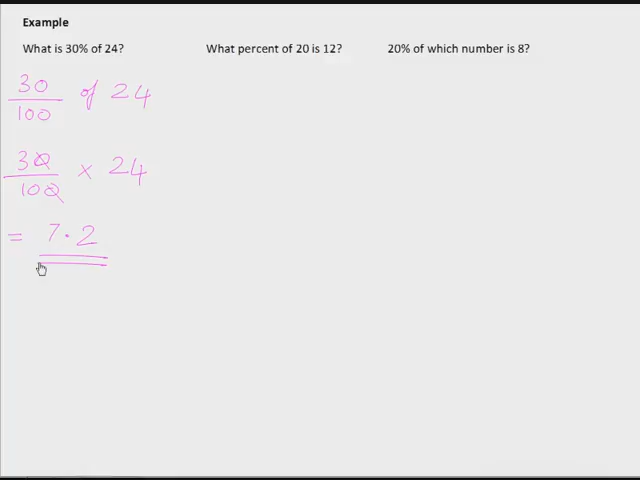 Example
What is 30% of 24? What percent of 20 is 12? 20% of which number is 8?
30
100
of 24
30
100
× 24
= 7.2